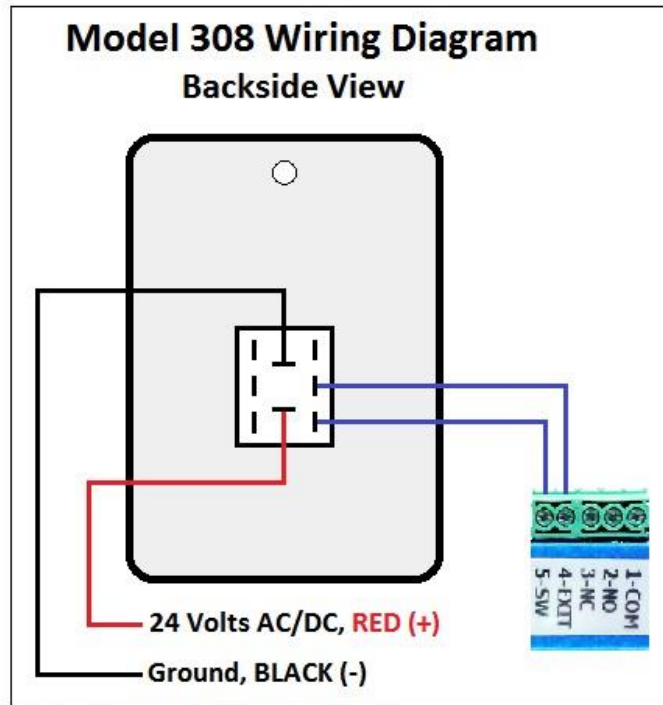 Model 308 Wiring Diagram
Backside View
1-COM
2-NO
3-NC
4-EXIT
5-SW
24 Volts AC/DC, RED (+)
Ground, BLACK (-)